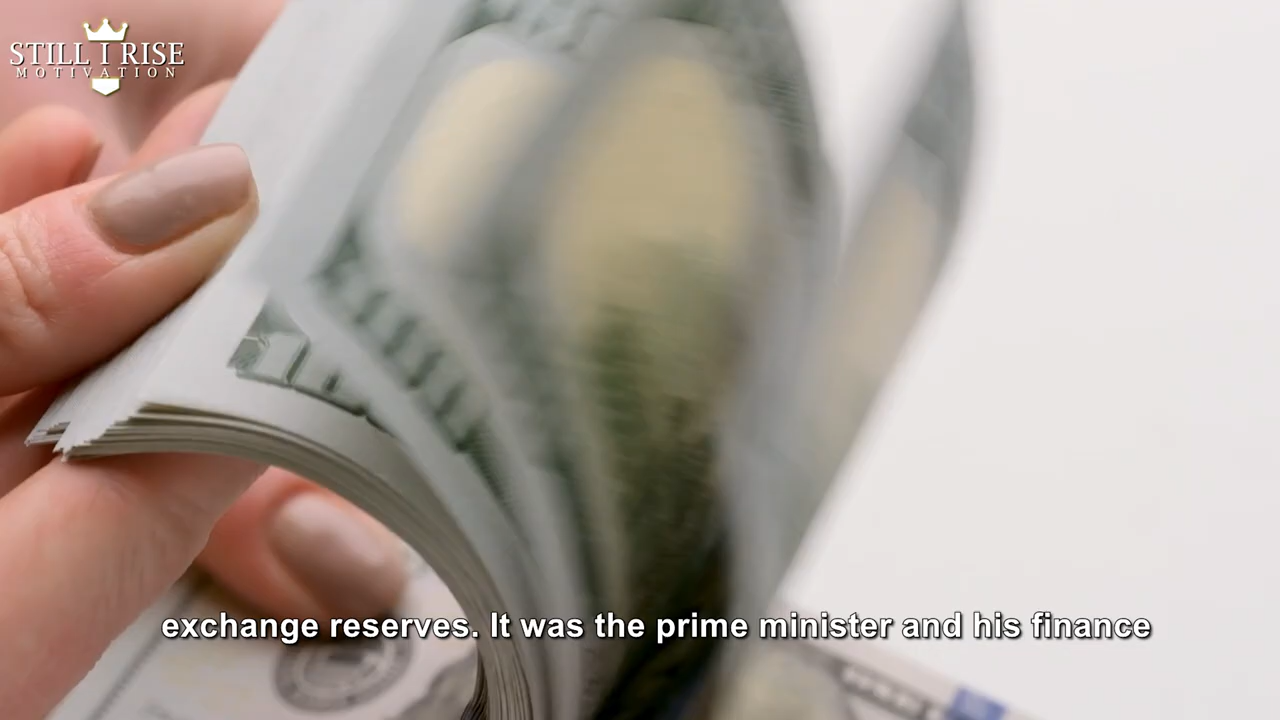 STILL I RISE
MOTIVATION
exchange reserves. It was the prime minister and his finance